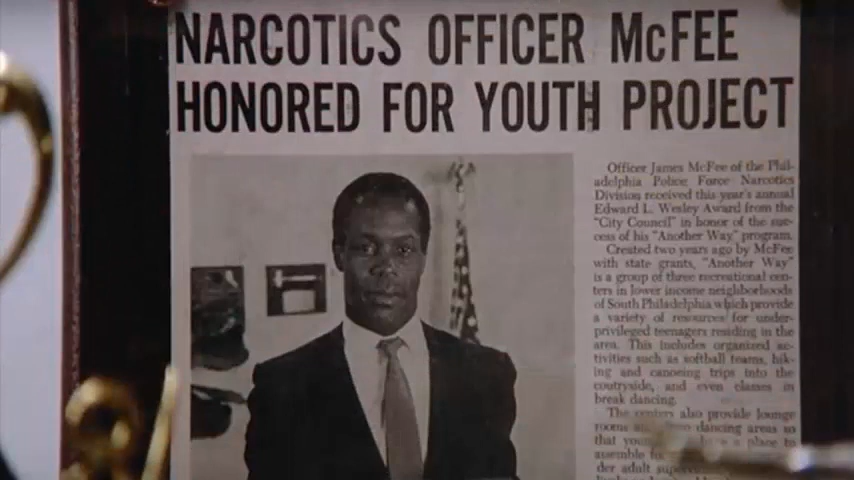 NARCOTICS OFFICER McFEE
HONORED FOR YOUTH PROJECT
Officer James McFee of the Phil-
adelphia Police Force Narcotics
Division received this year's annual
Edward L. Wesley Award from the
"City Council" in honor of the suc-
cess of his "Another Way" program.
Created two years ago by McFee
with state grants, "Another Way"
is a group of three recreational cen-
ters in lower income neighborhoods
of South Philadelphia which provide
a variety of resources for under-
privileged teenagers residing in the
area. This includes organized ac-
tivities such as softball teams, hik-
ing and canoeing trips into the
coutryside, and even classes in
break dancing.
The centers also provide lounge
rooms dancing areas so
that a place to
assemble
der adult